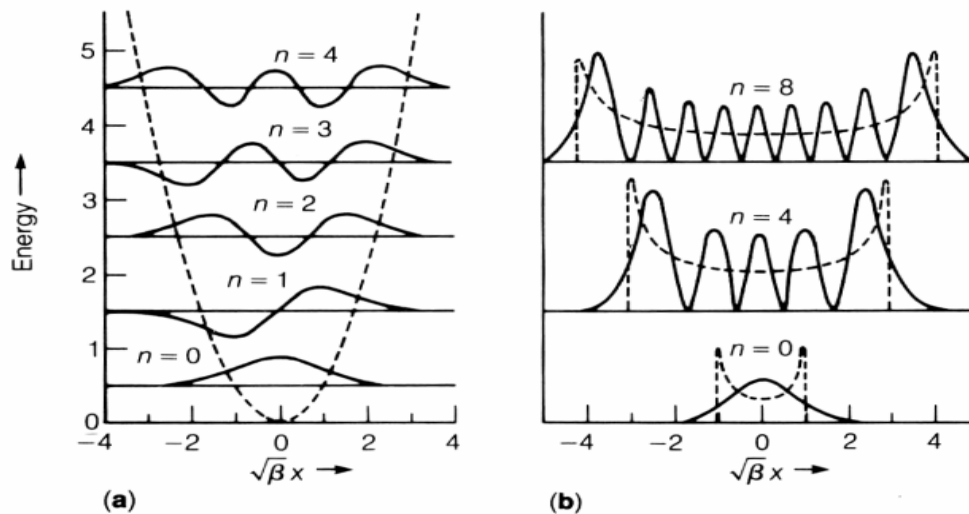 5
n = 4
4
n = 3
3
n = 2
2
n = 1
1
n = 0
0
Energy
−4
−2
0
2
4
√β x
(a)
n = 8
n = 4
n = 0
−4
−2
0
2
4
√β x
(b)